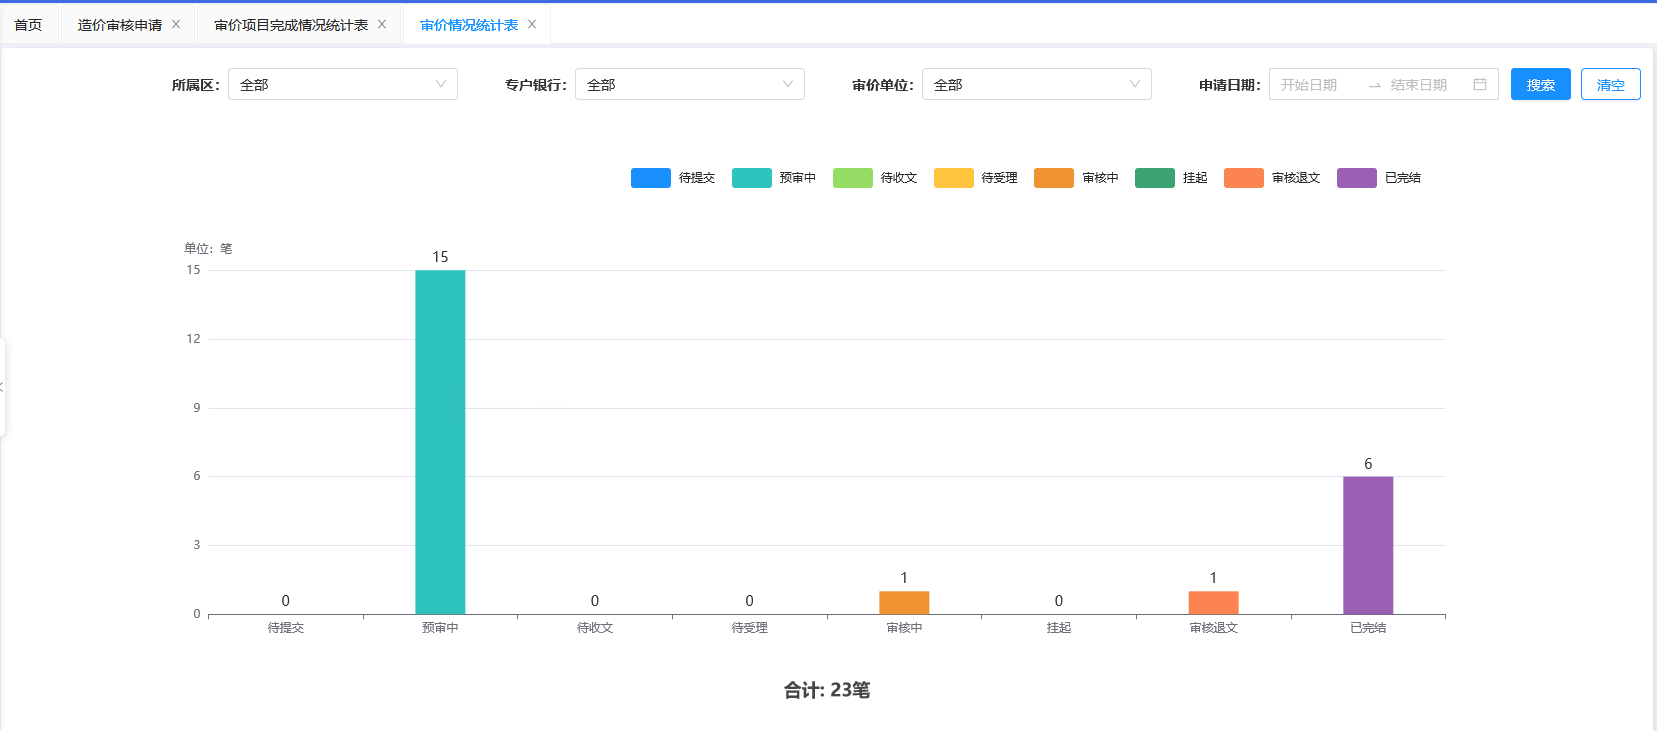 首页 造价审核申请 审价项目完成情况统计表 审价情况统计表
所属区： 全部 专户银行： 全部 审价单位： 全部 申请日期： 开始日期 → 结束日期 搜索 清空
待提交 预审中 待收文 待受理 审核中 挂起 审核退文 已完结
单位：笔
15
15
12
9
6
6
3
1 1
0 0 0 0
0
待提交 预审中 待收文 待受理 审核中 挂起 审核退文 已完结
合计: 23笔